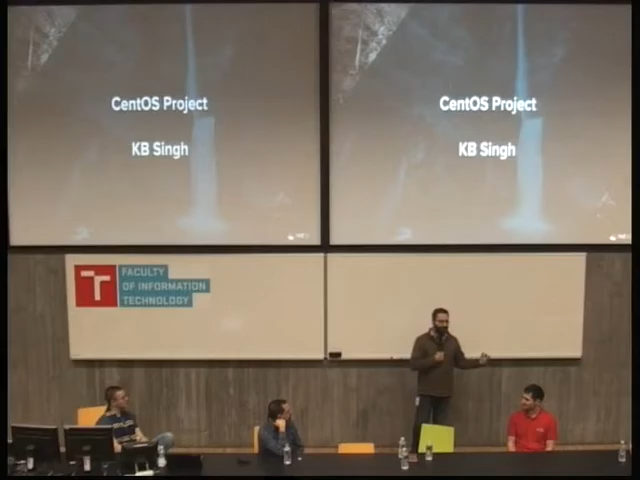 CentOS Project
KB Singh
CentOS Project
KB Singh
FACULTY
OF INFORMATION
TECHNOLOGY